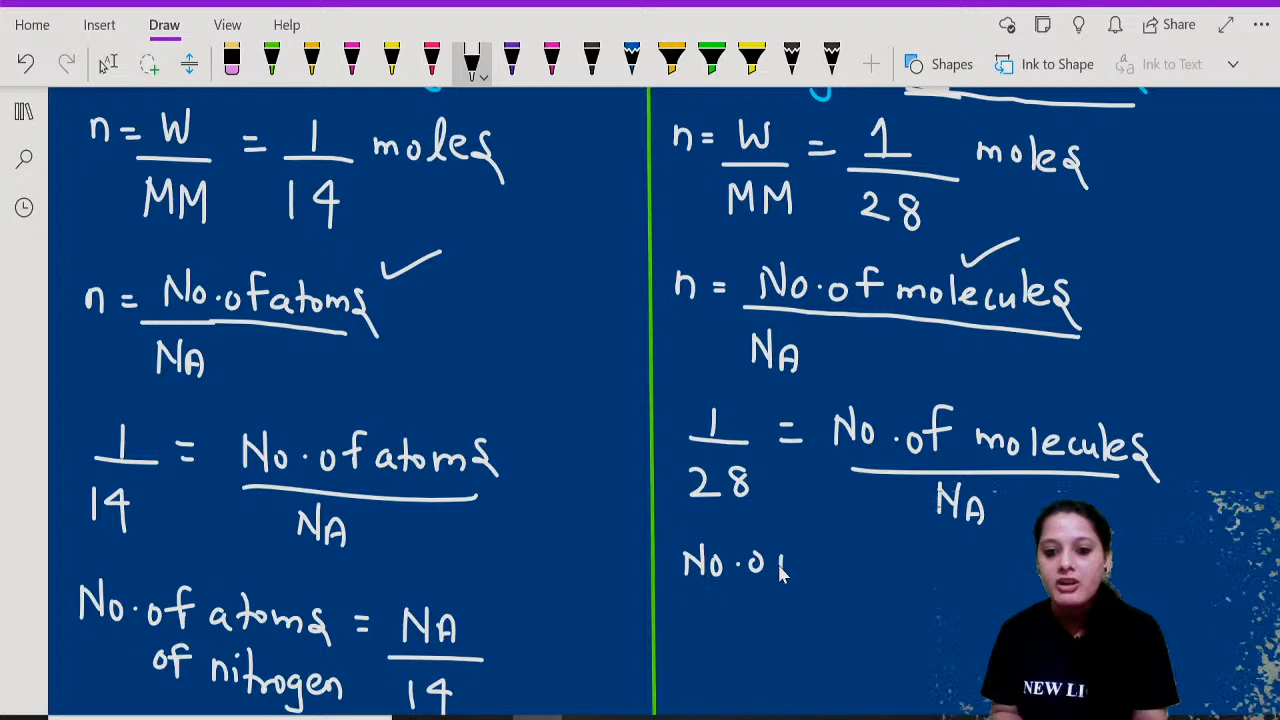 Home Insert Draw View Help Share
Shapes Ink to Shape Ink to Text
n = W/MM = 1/14 moles
n = No. of atoms/NA
1/14 = No. of atoms/NA
No. of atoms of nitrogen = NA/14
n = W/MM = 1/28 moles
n = No. of molecules/NA
1/28 = No. of molecules/NA
No. o
NEW LI